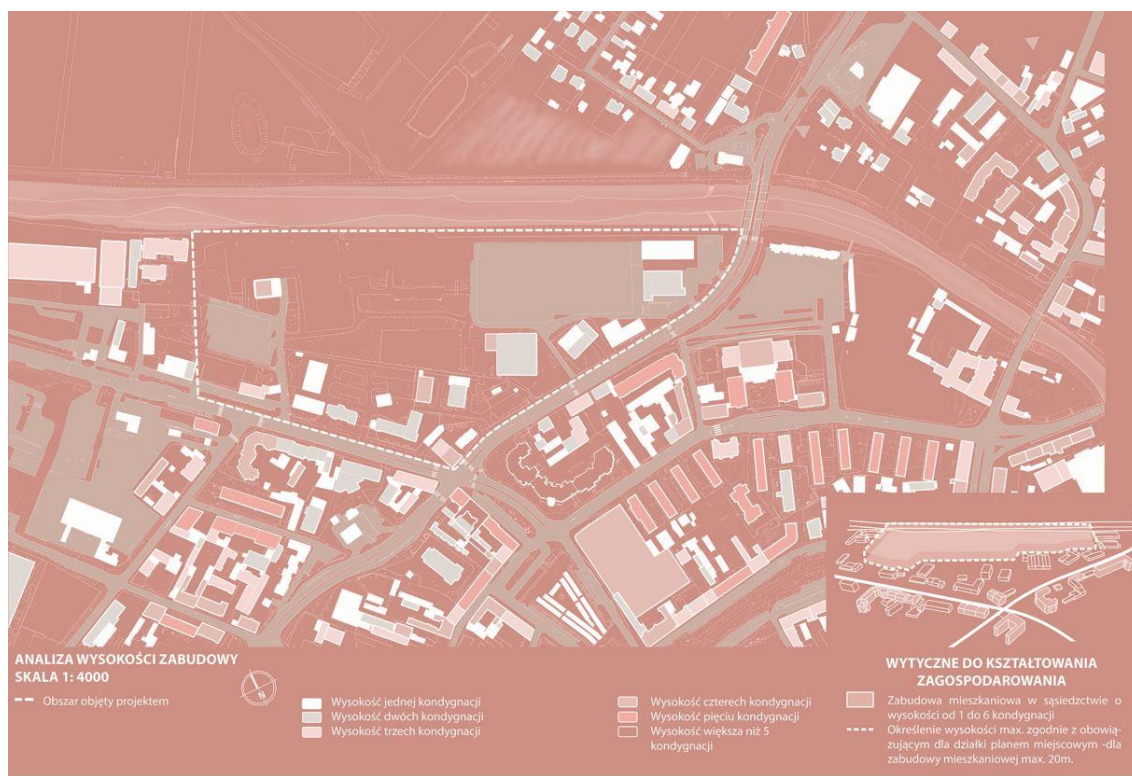 ANALIZA WYSOKOŚCI ZABUDOWY
SKALA 1: 4000
Obszar objęty projektem
N
Wysokość jednej kondygnacji
Wysokość dwóch kondygnacji
Wysokość trzech kondygnacji
Wysokość czterech kondygnacji
Wysokość pięciu kondygnacji
Wysokość większa niż 5
kondygnacji
WYTYCZNE DO KSZTAŁTOWANIA
ZAGOSPODAROWANIA
Zabudowa mieszkaniowa w sąsiedztwie o
wysokości od 1 do 6 kondygnacji
Określenie wysokości max. zgodnie z obowią-
zującym dla działki planem miejscowym -dla
zabudowy mieszkaniowej max. 20m.